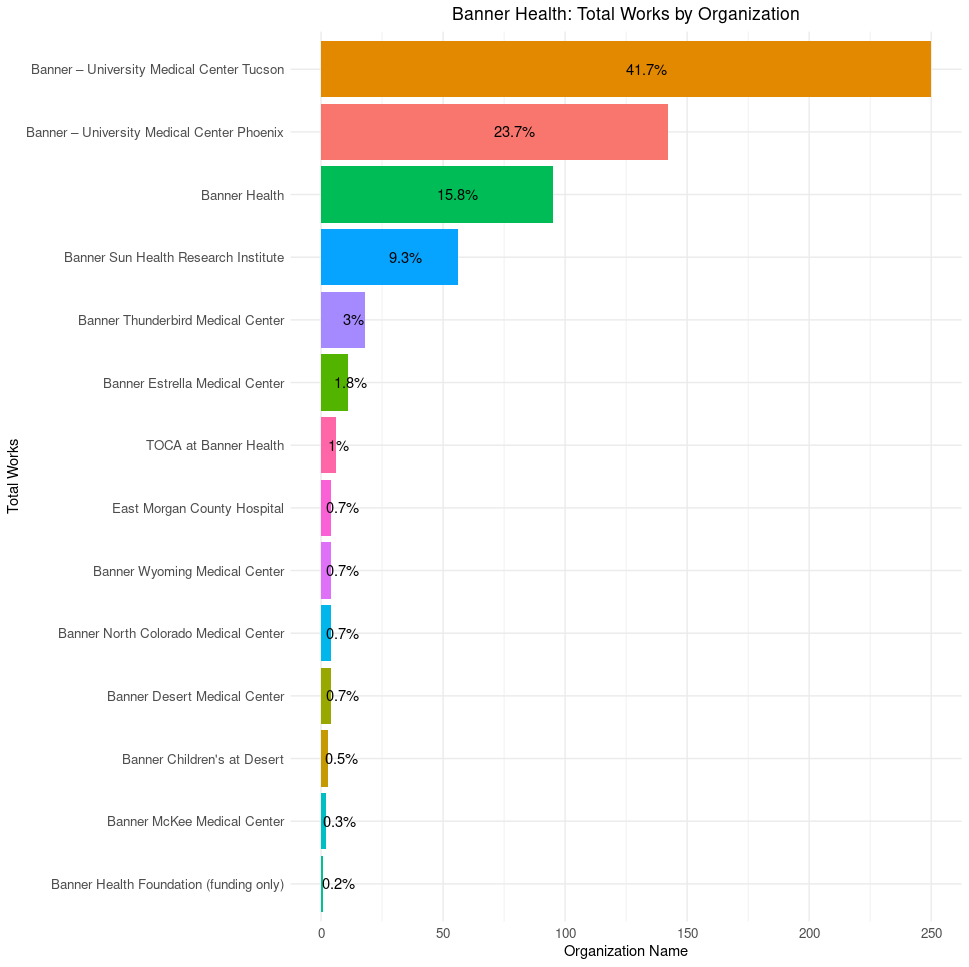 Banner Health: Total Works by Organization
Banner – University Medical Center Tucson
41.7%
Banner – University Medical Center Phoenix
23.7%
Banner Health
15.8%
Banner Sun Health Research Institute
9.3%
Banner Thunderbird Medical Center
3%
Banner Estrella Medical Center
1.8%
TOCA at Banner Health
1%
East Morgan County Hospital
0.7%
Banner Wyoming Medical Center
0.7%
Banner North Colorado Medical Center
0.7%
Banner Desert Medical Center
0.7%
Banner Children's at Desert
0.5%
Banner McKee Medical Center
0.3%
Banner Health Foundation (funding only)
0.2%
Total Works
0 50 100 150 200 250
Organization Name